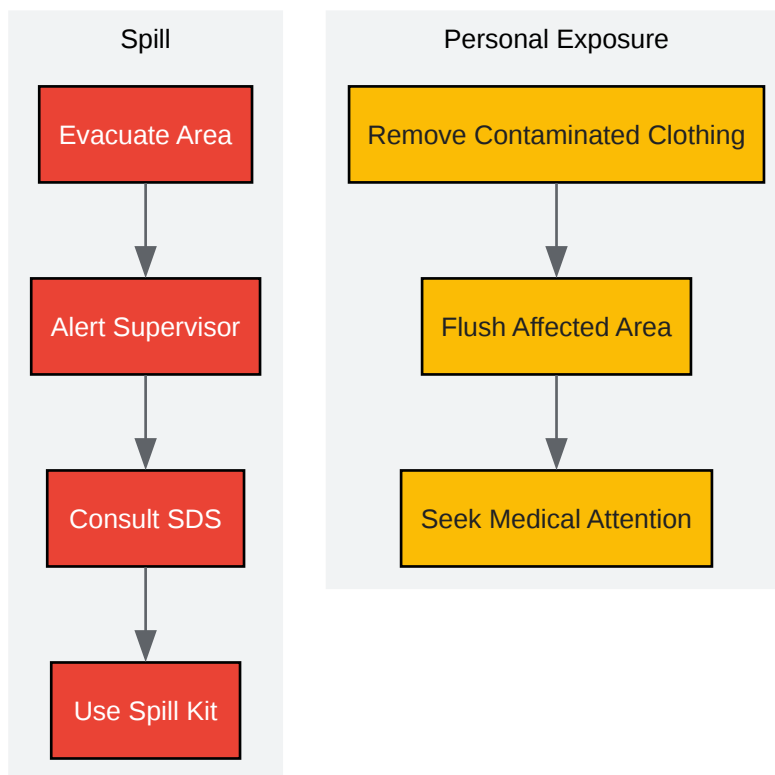 Spill
Evacuate Area
Alert Supervisor
Consult SDS
Use Spill Kit
Personal Exposure
Remove Contaminated Clothing
Flush Affected Area
Seek Medical Attention